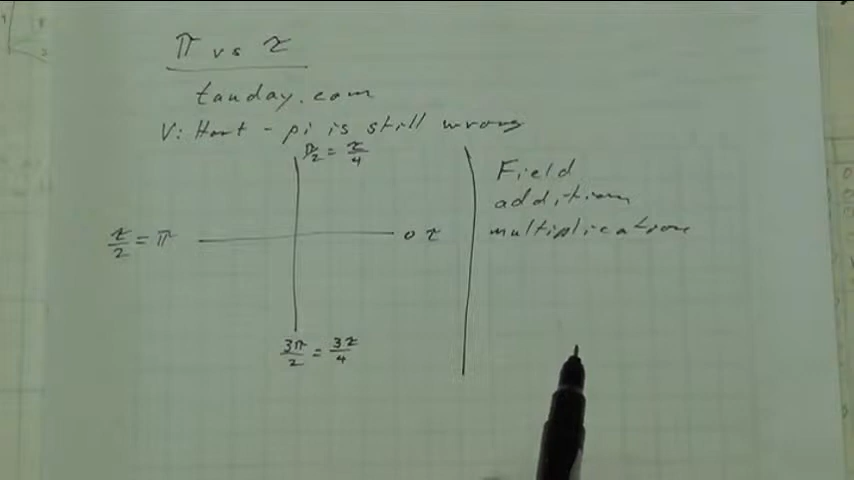 π vs τ
tauday.com
V: Hart - pi is still wrong
π/2 = τ/4
τ/2 = π
0 τ
3π/2 = 3τ/4
Field
addition
multiplication